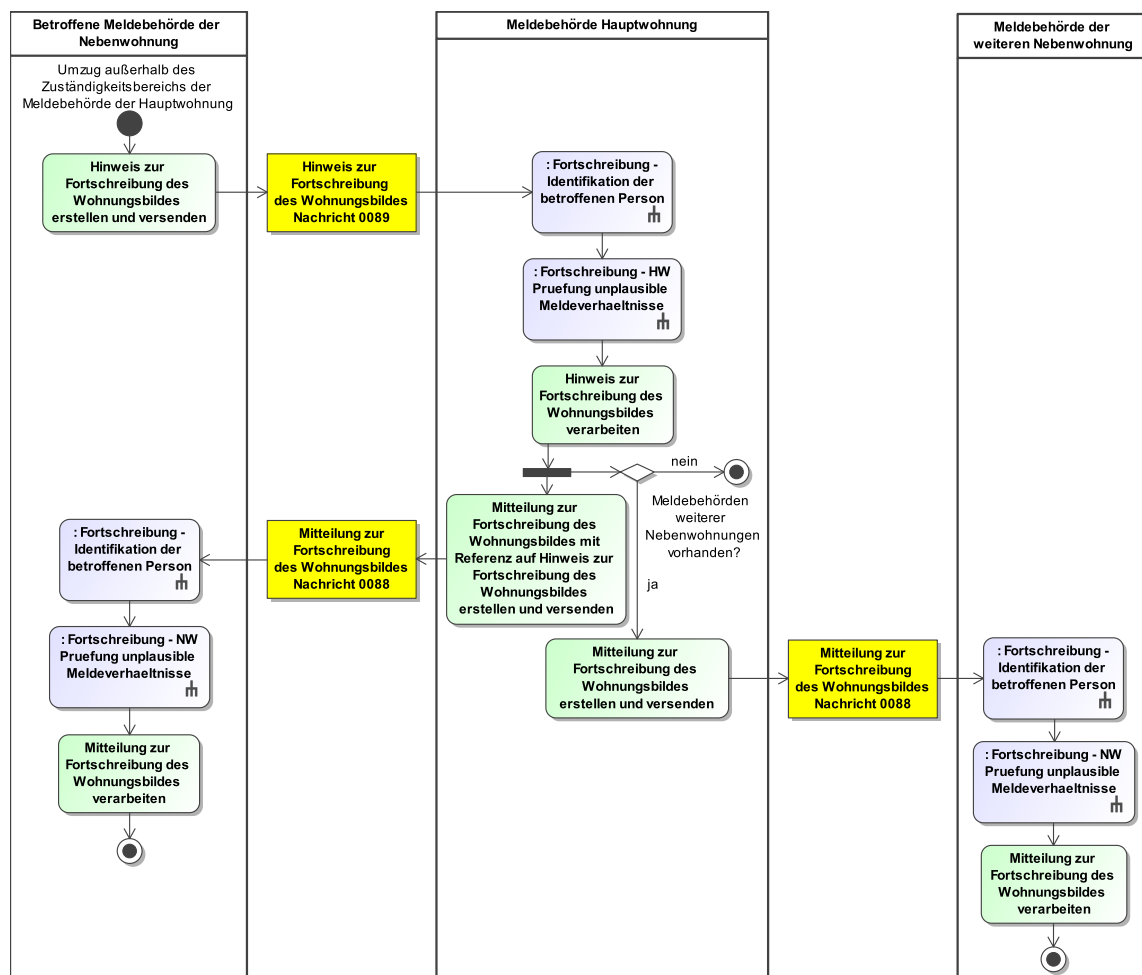 Betroffene Meldebehörde der
Nebenwohnung
Meldebehörde Hauptwohnung
Meldebehörde der
weiteren Nebenwohnung
Umzug außerhalb des
Zuständigkeitsbereichs der
Meldebehörde der Hauptwohnung
Hinweis zur
Fortschreibung des
Wohnungsbildes
erstellen und versenden
Hinweis zur
Fortschreibung
des Wohnungsbildes
Nachricht 0089
: Fortschreibung -
Identifikation der
betroffenen Person
: Fortschreibung - HW
Pruefung unplausible
Meldeverhaeltnisse
Hinweis zur
Fortschreibung des
Wohnungsbildes
verarbeiten
nein
Meldebehörden
weiterer
Nebenwohnungen
vorhanden?
ja
Mitteilung zur
Fortschreibung des
Wohnungsbildes mit
Referenz auf Hinweis zur
Fortschreibung des
Wohnungsbildes
erstellen und versenden
Mitteilung zur
Fortschreibung
des Wohnungsbildes
Nachricht 0088
: Fortschreibung -
Identifikation der
betroffenen Person
: Fortschreibung - NW
Pruefung unplausible
Meldeverhaeltnisse
Mitteilung zur
Fortschreibung des
Wohnungsbildes
verarbeiten
Mitteilung zur
Fortschreibung des
Wohnungsbildes
erstellen und versenden
Mitteilung zur
Fortschreibung
des Wohnungsbildes
Nachricht 0088
: Fortschreibung -
Identifikation der
betroffenen Person
: Fortschreibung - NW
Pruefung unplausible
Meldeverhaeltnisse
Mitteilung zur
Fortschreibung des
Wohnungsbildes
verarbeiten